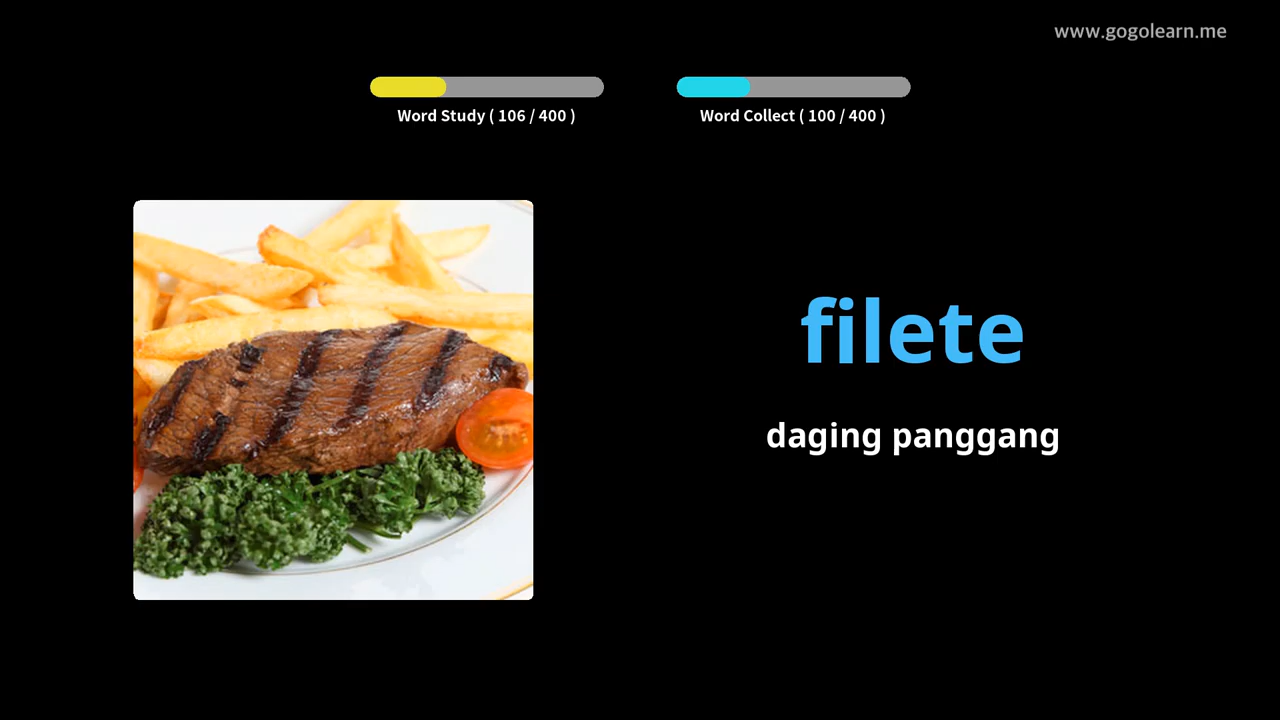 www.gogolearn.me
Word Study ( 106 / 400 )
Word Collect ( 100 / 400 )
filete
daging panggang